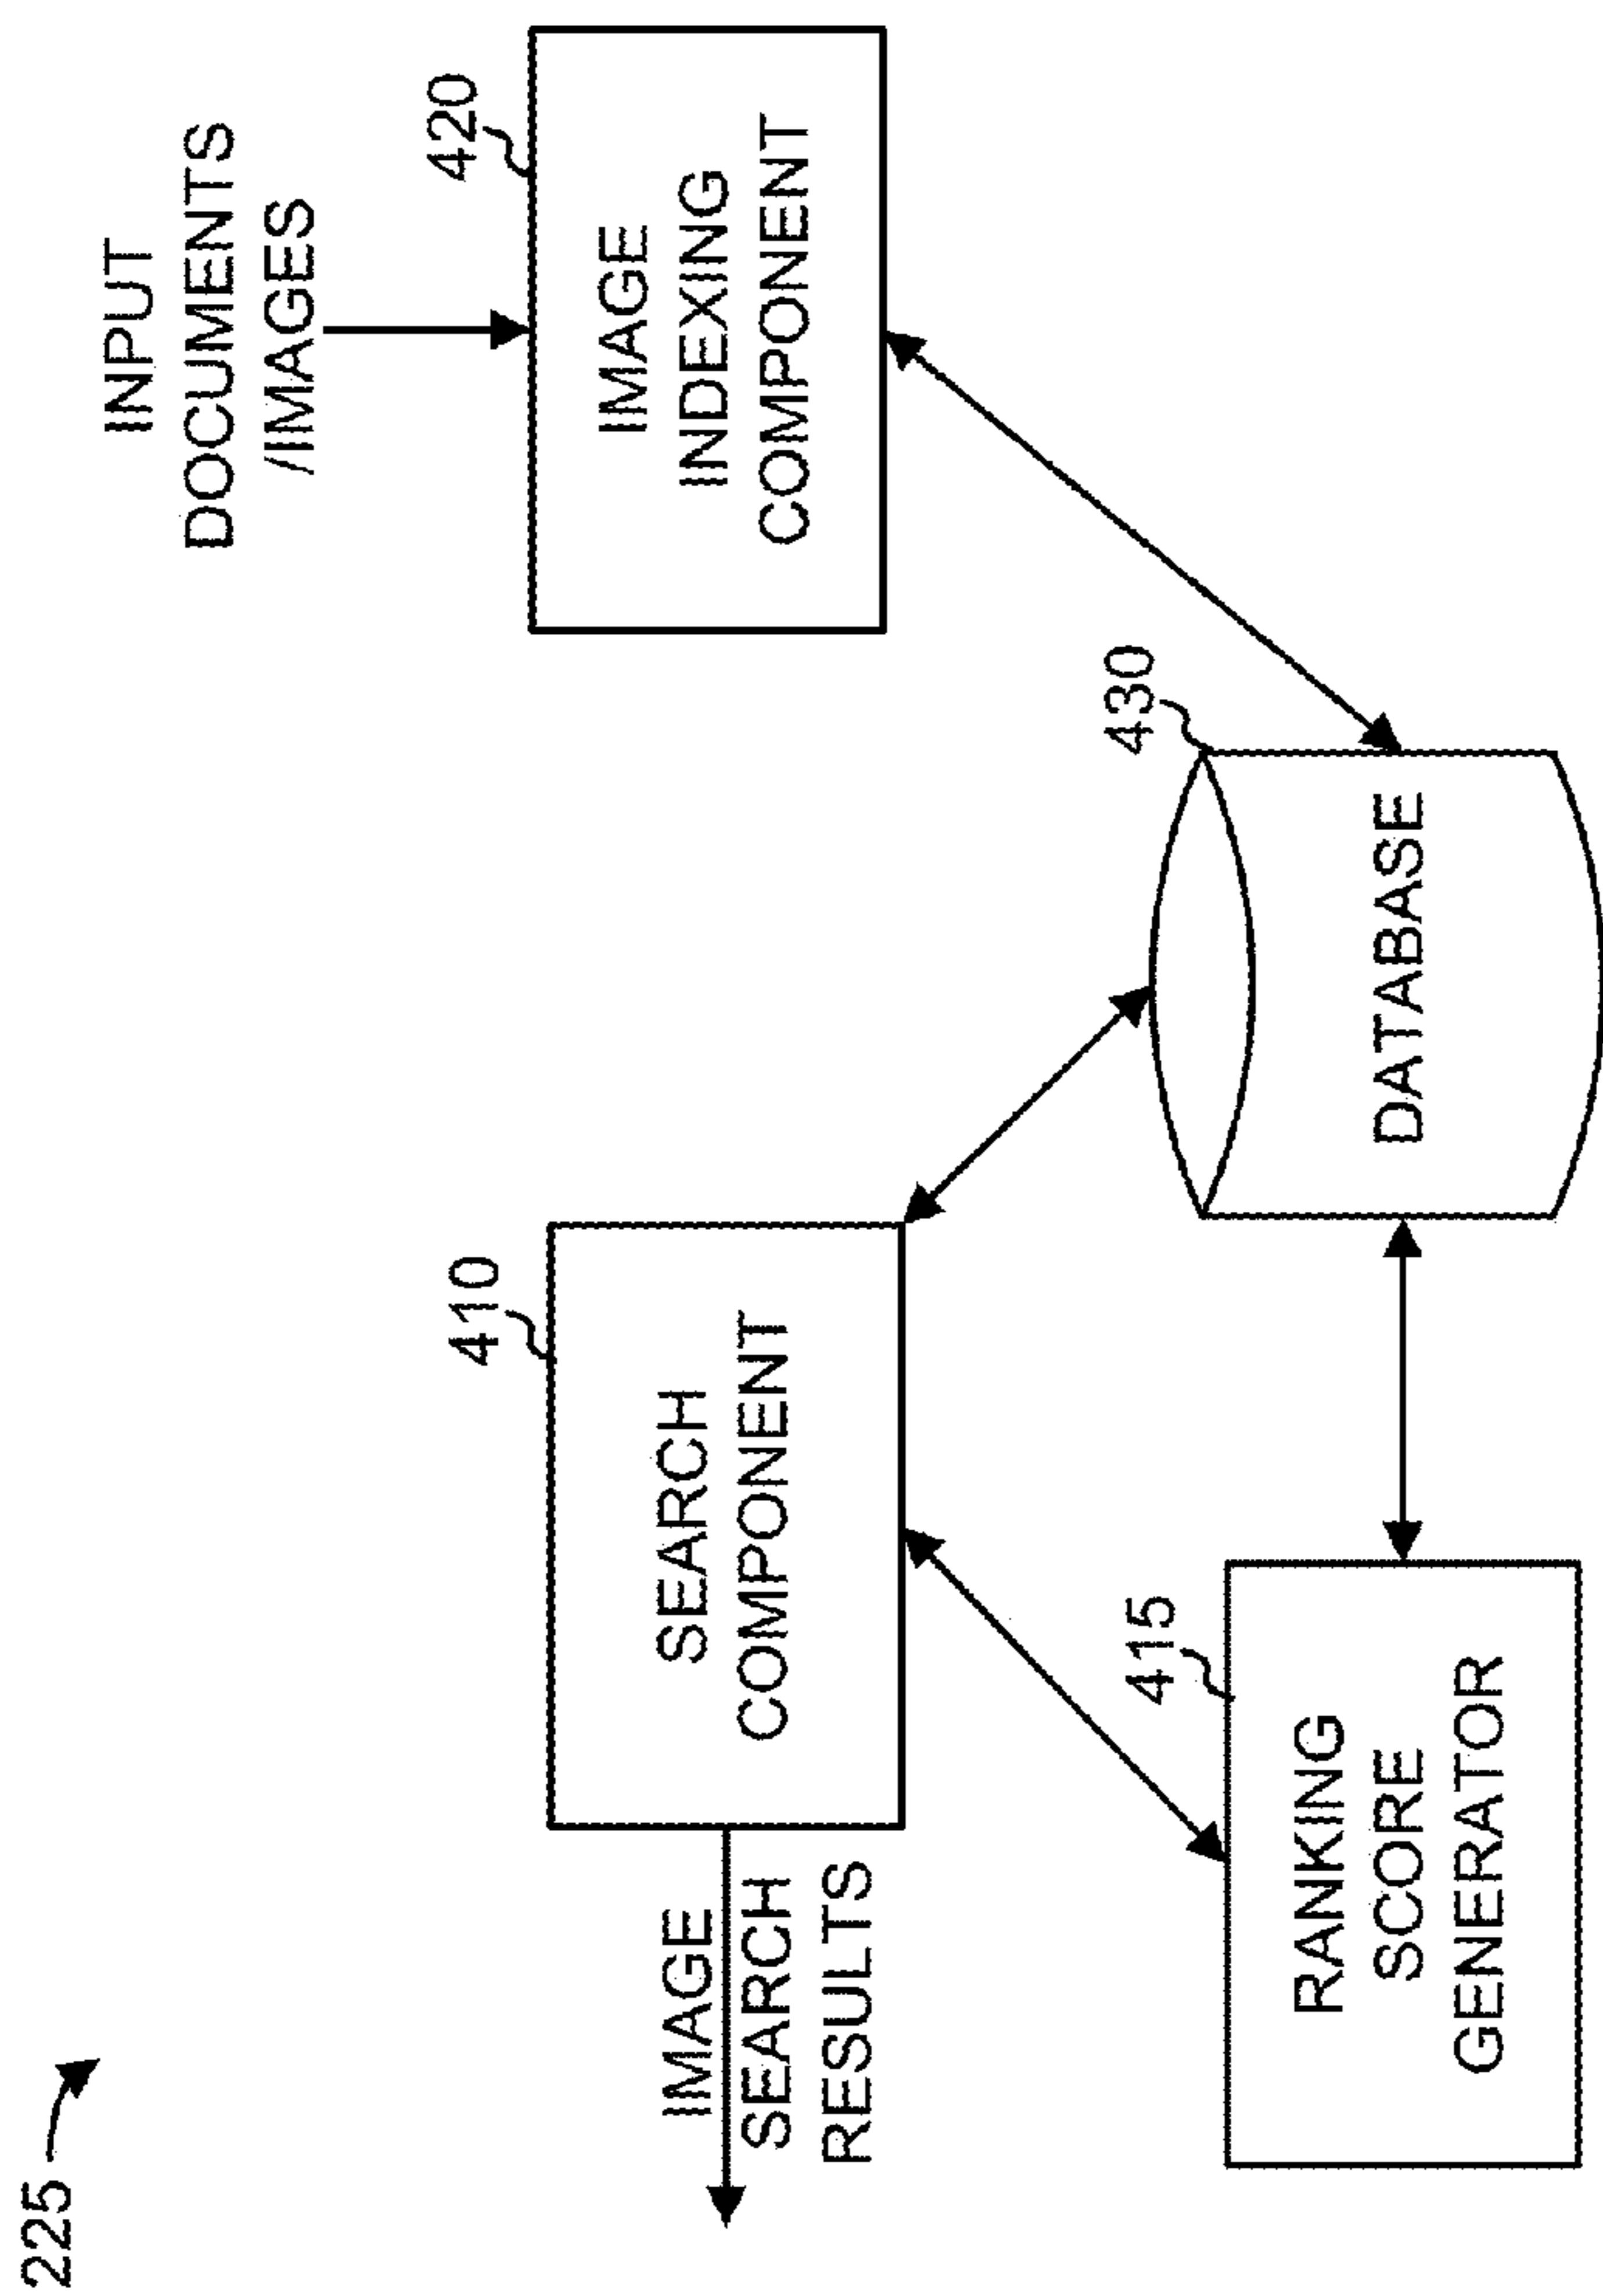 225
IMAGE
SEARCH
RESULTS
410
SEARCH
COMPONENT
INPUT
DOCUMENTS
/IMAGES
420
IMAGE
INDEXING
COMPONENT
415
RANKING
SCORE
GENERATOR
430
DATABASE